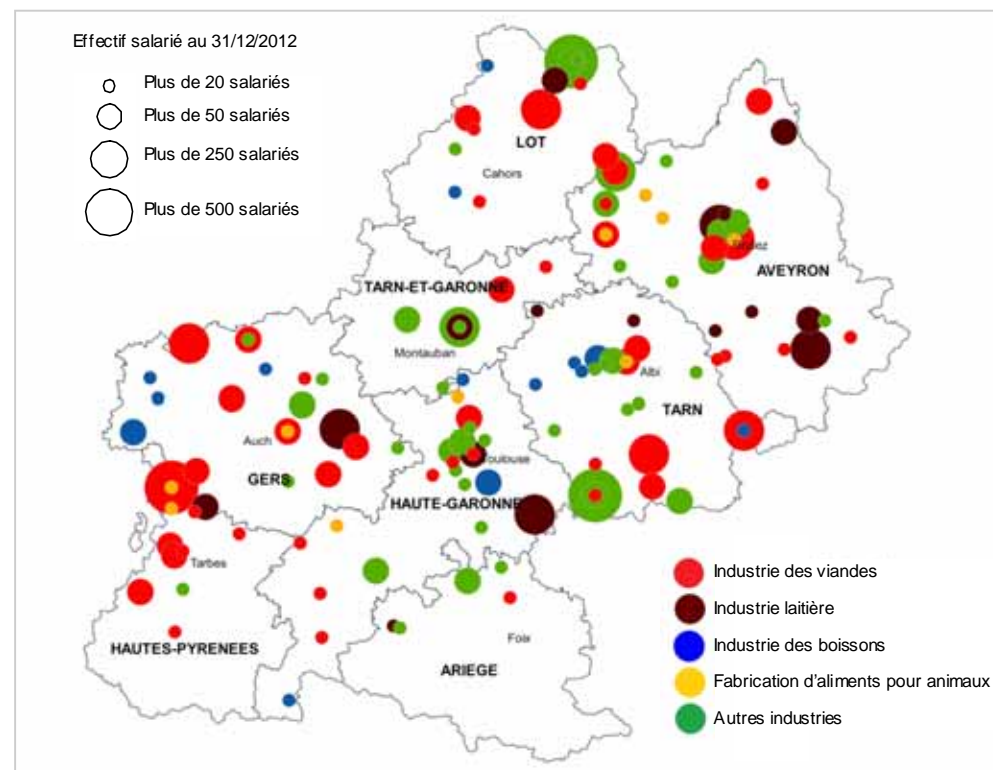 Effectif salarié au 31/12/2012
Plus de 20 salariés
Plus de 50 salariés
Plus de 250 salariés
Plus de 500 salariés
LOT
Cahors
AVEYRON
TARN-ET-GARONNE
Montauban
Albi
TARN
Auch
GERS
HAUTE-GARONNE
Tarbes
HAUTES-PYRENEES
Foix
ARIEGE
Industrie des viandes
Industrie laitière
Industrie des boissons
Fabrication d'aliments pour animaux
Autres industries